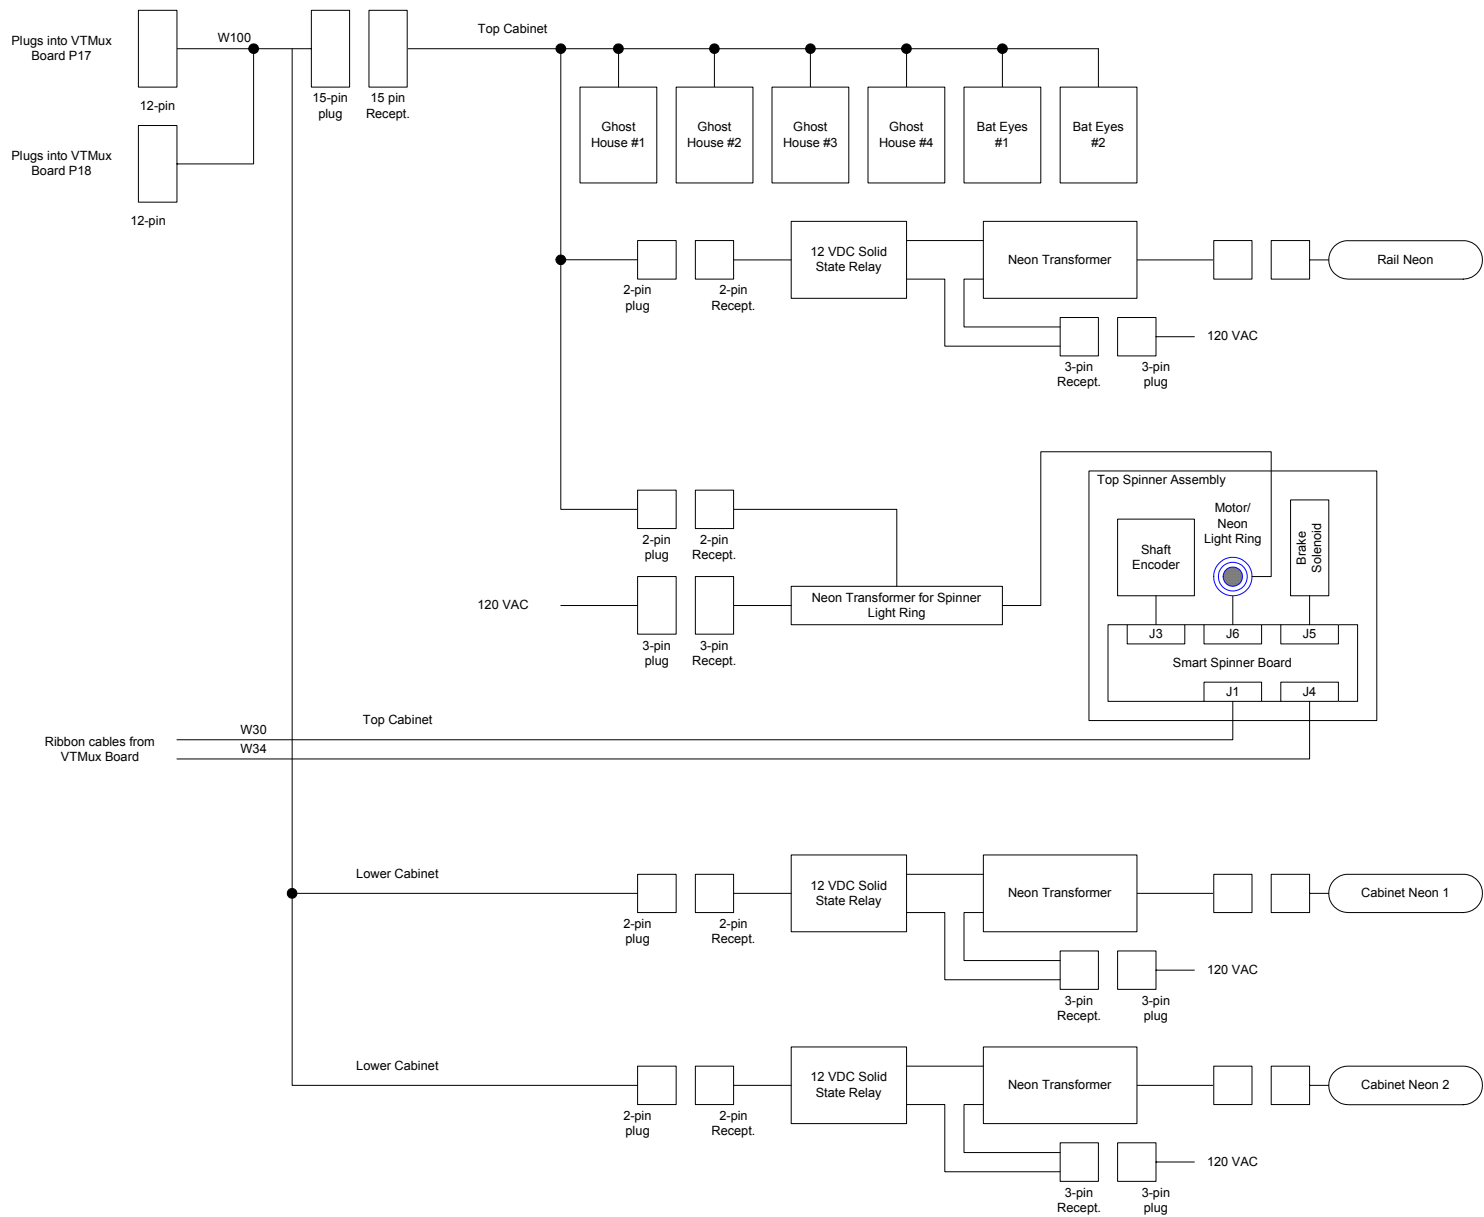 Plugs into VTMux
Board P17
W100
12-pin
15-pin
plug
15 pin
Recept.
Top Cabinet
Plugs into VTMux
Board P18
12-pin
Ghost
House #1
Ghost
House #2
Ghost
House #3
Ghost
House #4
Bat Eyes
#1
Bat Eyes
#2
2-pin
plug
2-pin
Recept.
12 VDC Solid
State Relay
Neon Transformer
Rail Neon
3-pin
Recept.
3-pin
plug
120 VAC
2-pin
plug
2-pin
Recept.
120 VAC
3-pin
plug
3-pin
Recept.
Neon Transformer for Spinner
Light Ring
Top Spinner Assembly
Shaft
Encoder
Motor/
Neon
Light Ring
Brake
Solenoid
J3
J6
J5
Smart Spinner Board
J1
J4
Ribbon cables from
VTMux Board
W30
W34
Top Cabinet
Lower Cabinet
2-pin
plug
2-pin
Recept.
12 VDC Solid
State Relay
Neon Transformer
Cabinet Neon 1
3-pin
Recept.
3-pin
plug
120 VAC
Lower Cabinet
2-pin
plug
2-pin
Recept.
12 VDC Solid
State Relay
Neon Transformer
Cabinet Neon 2
3-pin
Recept.
3-pin
plug
120 VAC